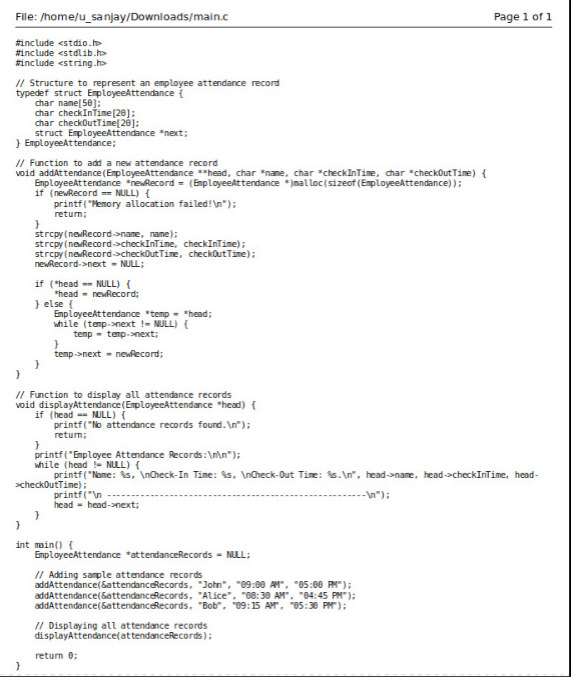 File: /home/u_sanjay/Downloads/main.c
Page 1 of 1
#include <stdio.h>
#include <stdlib.h>
#include <string.h>
// Structure to represent an employee attendance record
typedef struct EmployeeAttendance {
    char name[50];
    char checkInTime[20];
    char checkOutTime[20];
    struct EmployeeAttendance *next;
} EmployeeAttendance;
// Function to add a new attendance record
void addAttendance(EmployeeAttendance **head, char *name, char *checkInTime, char *checkOutTime) {
    EmployeeAttendance *newRecord = (EmployeeAttendance *)malloc(sizeof(EmployeeAttendance));
    if (newRecord == NULL) {
        printf("Memory allocation failed!\n");
        return;
    }
    strcpy(newRecord->name, name);
    strcpy(newRecord->checkInTime, checkInTime);
    strcpy(newRecord->checkOutTime, checkOutTime);
    newRecord->next = NULL;
    if (*head == NULL) {
        *head = newRecord;
    } else {
        EmployeeAttendance *temp = *head;
        while (temp->next != NULL) {
            temp = temp->next;
        }
        temp->next = newRecord;
    }
}
// Function to display all attendance records
void displayAttendance(EmployeeAttendance *head) {
    if (head == NULL) {
        printf("No attendance records found.\n");
        return;
    }
    printf("Employee Attendance Records:\n\n");
    while (head != NULL) {
        printf("Name: %s, \nCheck-In Time: %s, \nCheck-Out Time: %s.\n", head->name, head->checkInTime, head-
>checkOutTime);
        printf("\n ------------------------------------------------------\n");
        head = head->next;
    }
}
int main() {
    EmployeeAttendance *attendanceRecords = NULL;
    // Adding sample attendance records
    addAttendance(&attendanceRecords, "John", "09:00 AM", "05:00 PM");
    addAttendance(&attendanceRecords, "Alice", "08:30 AM", "04:45 PM");
    addAttendance(&attendanceRecords, "Bob", "09:15 AM", "05:30 PM");
    // Displaying all attendance records
    displayAttendance(attendanceRecords);
    return 0;
}